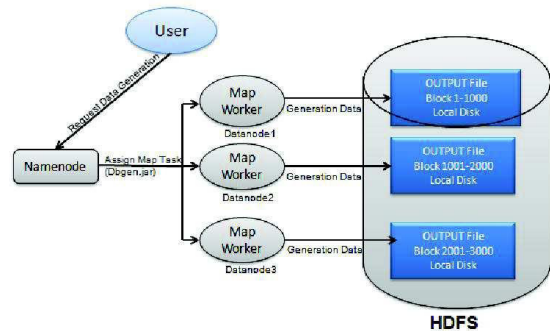 User
Request Data Generation
Namenode
Assign Map Task
(Dbgen.jar)
Map
Worker
Datanode1
Generation Data
OUTPUT File
Block 1-1000
Local Disk
Map
Worker
Datanode2
Generation Data
OUTPUT File
Block 1001-2000
Local Disk
Map
Worker
Datanode3
Generation Data
OUTPUT File
Block 2001-3000
Local Disk
HDFS